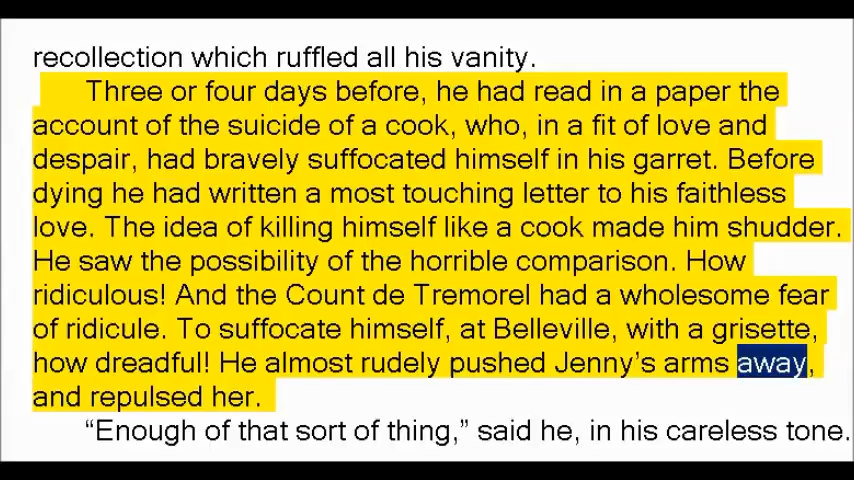 recollection which ruffled all his vanity.
Three or four days before, he had read in a paper the
account of the suicide of a cook, who, in a fit of love and
despair, had bravely suffocated himself in his garret. Before
dying he had written a most touching letter to his faithless
love. The idea of killing himself like a cook made him shudder.
He saw the possibility of the horrible comparison. How
ridiculous! And the Count de Tremorel had a wholesome fear
of ridicule. To suffocate himself, at Belleville, with a grisette,
how dreadful! He almost rudely pushed Jenny’s arms away,
and repulsed her.
“Enough of that sort of thing,” said he, in his careless tone.